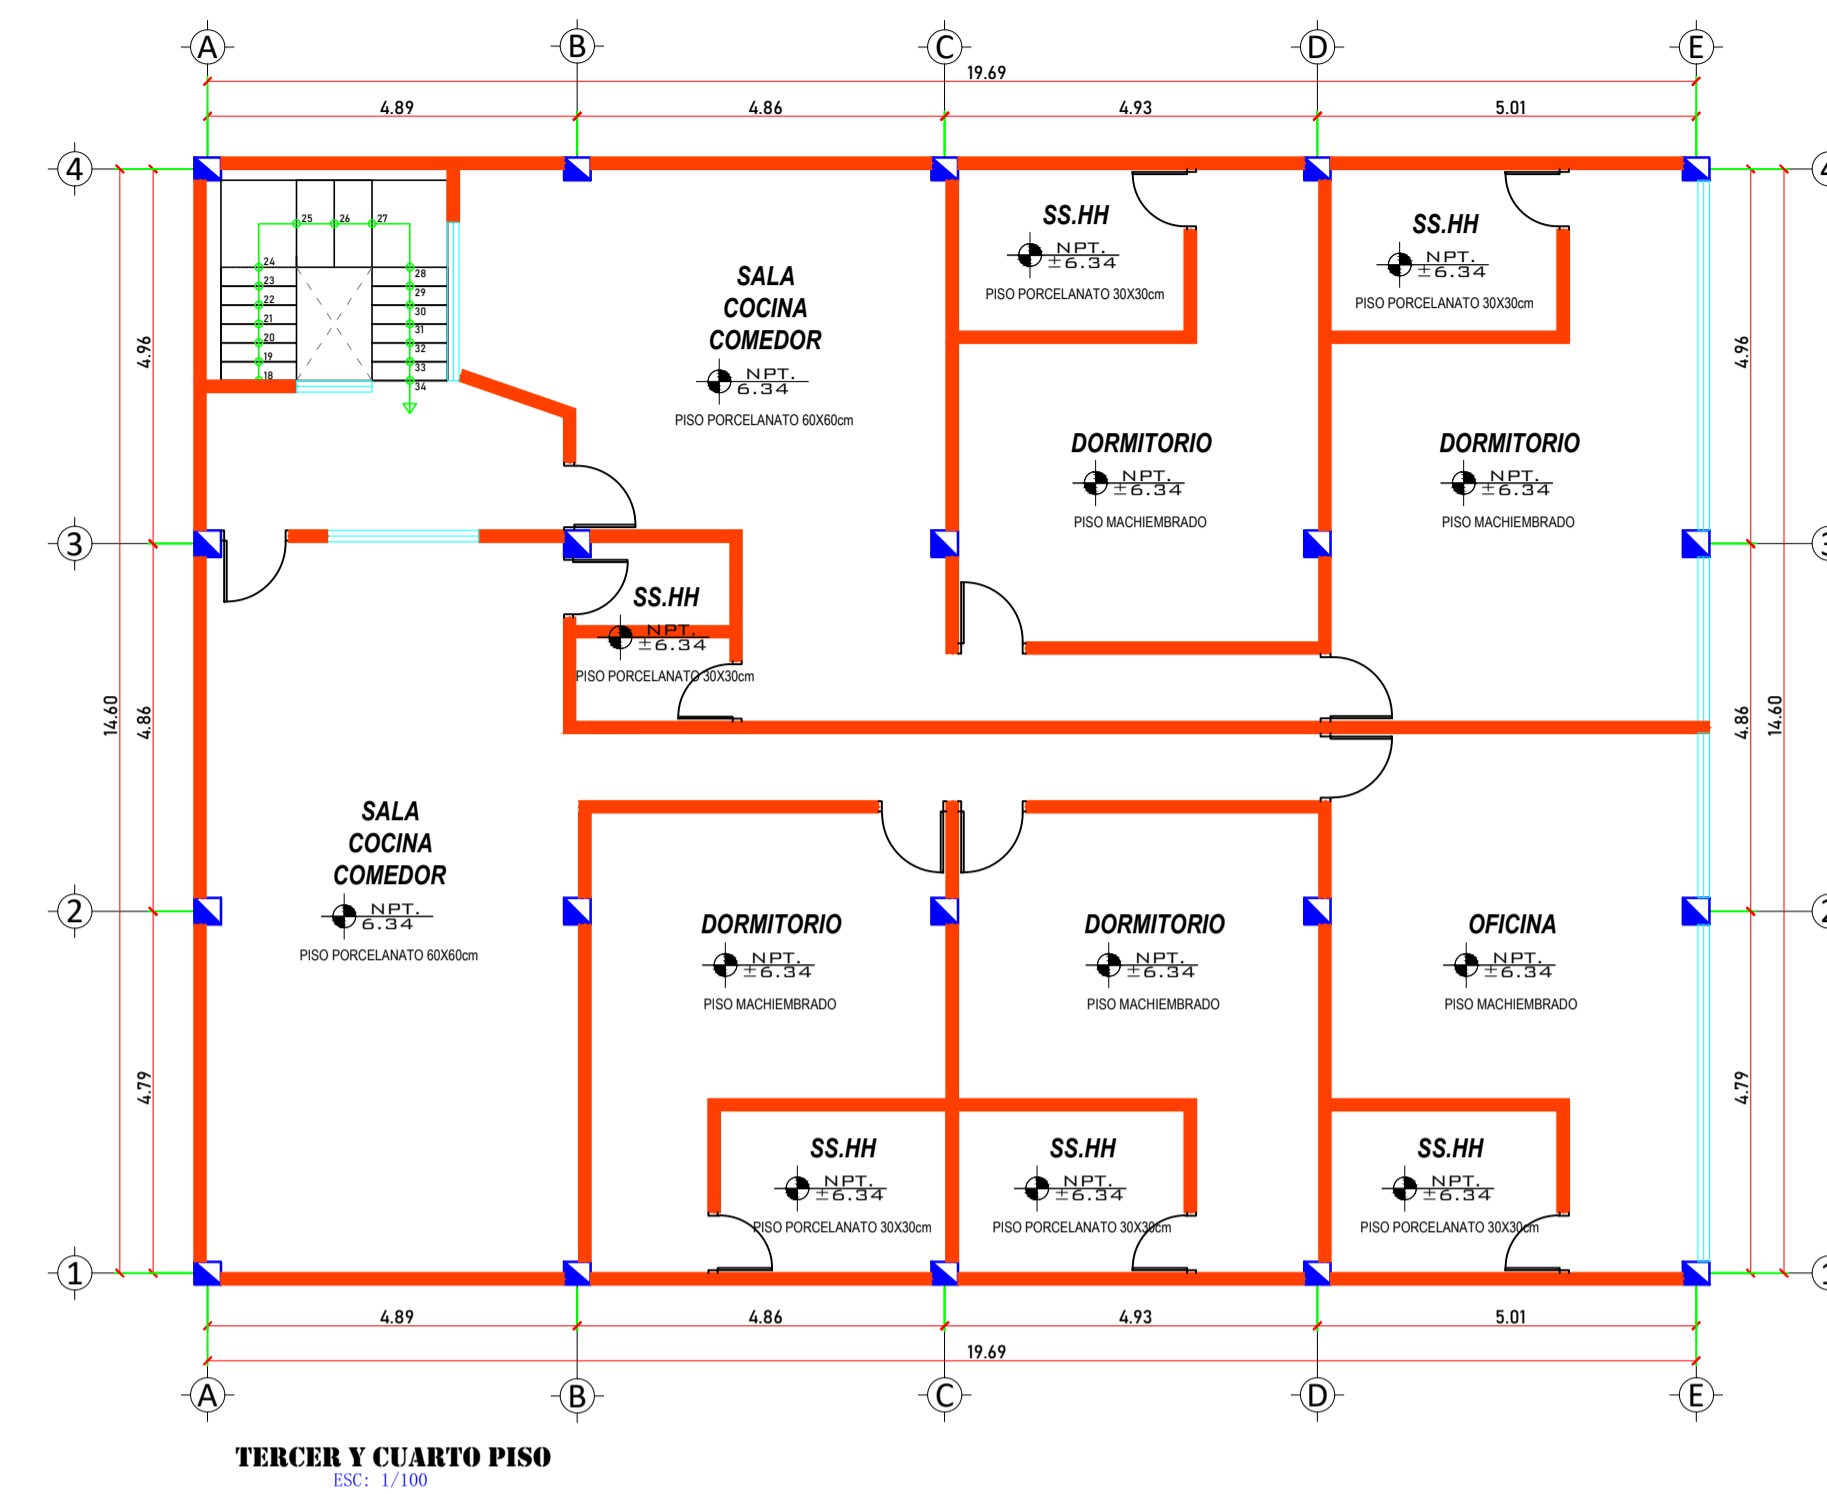 A B C D E
19.69
4.89 4.86 4.93 5.01
4 4
25 26 27
24 28
23 29
22 30
21 31
20 32
19 33
18 34
SALA
COCINA
COMEDOR
NPT.
6.34
PISO PORCELANATO 60X60cm
SS.HH
NPT.
±6.34
PISO PORCELANATO 30X30cm
SS.HH
NPT.
±6.34
PISO PORCELANATO 30X30cm
4.96 4.96
DORMITORIO
NPT.
±6.34
PISO MACHIEMBRADO
DORMITORIO
NPT.
±6.34
PISO MACHIEMBRADO
3 3
SS.HH
NPT.
±6.34
PISO PORCELANATO 30X30cm
14.60 4.86 4.86 14.60
SALA
COCINA
COMEDOR
NPT.
6.34
PISO PORCELANATO 60X60cm
2 2
DORMITORIO
NPT.
±6.34
PISO MACHIEMBRADO
DORMITORIO
NPT.
±6.34
PISO MACHIEMBRADO
OFICINA
NPT.
±6.34
PISO MACHIEMBRADO
4.79 4.79
SS.HH
NPT.
±6.34
PISO PORCELANATO 30X30cm
SS.HH
NPT.
±6.34
PISO PORCELANATO 30X30cm
SS.HH
NPT.
±6.34
PISO PORCELANATO 30X30cm
1 1
4.89 4.86 4.93 5.01
19.69
A B C D E
TERCER Y CUARTO PISO
ESC: 1/100